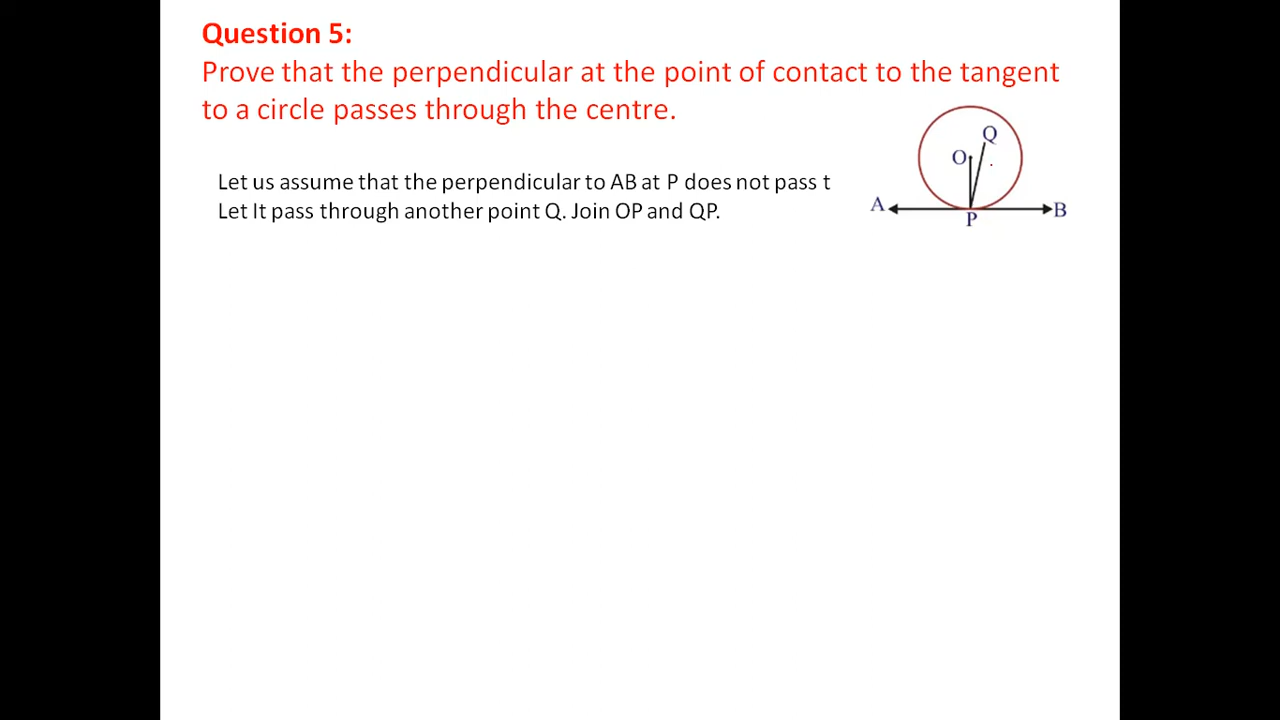 Question 5:
Prove that the perpendicular at the point of contact to the tangent
to a circle passes through the centre.
Let us assume that the perpendicular to AB at P does not pass t
Let It pass through another point Q. Join OP and QP.
Q
O
A
B
P